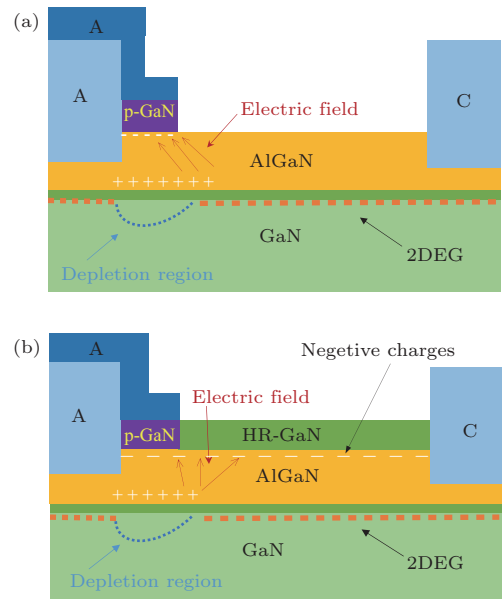 (a)
A
A
p-GaN
Electric field
C
AlGaN
+ + + + + + +
GaN
2DEG
Depletion region
(b)
Negetive charges
A
A
Electric field
p-GaN
HR-GaN
C
AlGaN
+ + + + + +
GaN
2DEG
Depletion region